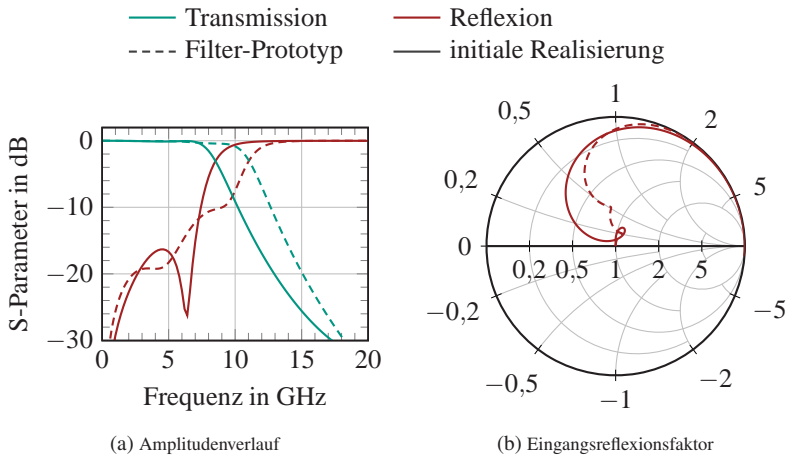 Transmission Reflexion
Filter-Prototyp initiale Realisierung
S-Parameter in dB
0
−10
−20
−30
0 5 10 15 20
Frequenz in GHz
(a) Amplitudenverlauf
1
0,5 2
0,2 5
0 0,2 0,5 1 2 5
−0,2 −5
−0,5 −2
−1
(b) Eingangsreflexionsfaktor